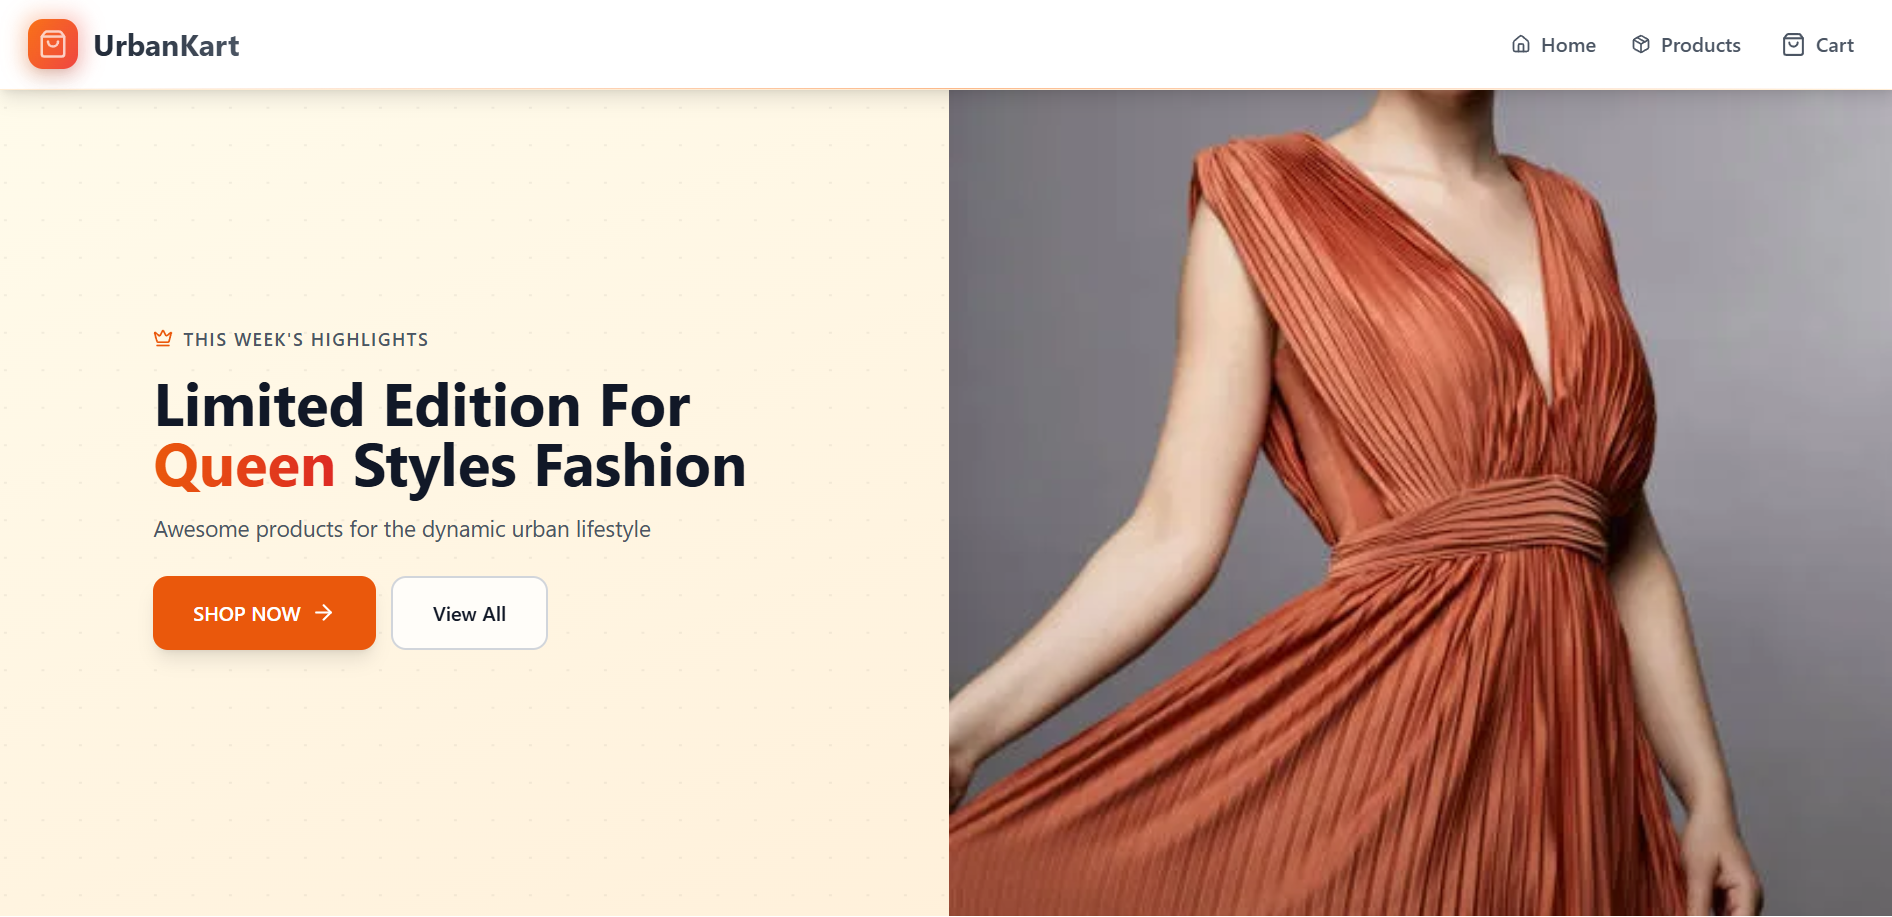 UrbanKart
Home
Products
Cart
THIS WEEK'S HIGHLIGHTS
Limited Edition For
Queen Styles Fashion
Awesome products for the dynamic urban lifestyle
SHOP NOW
View All